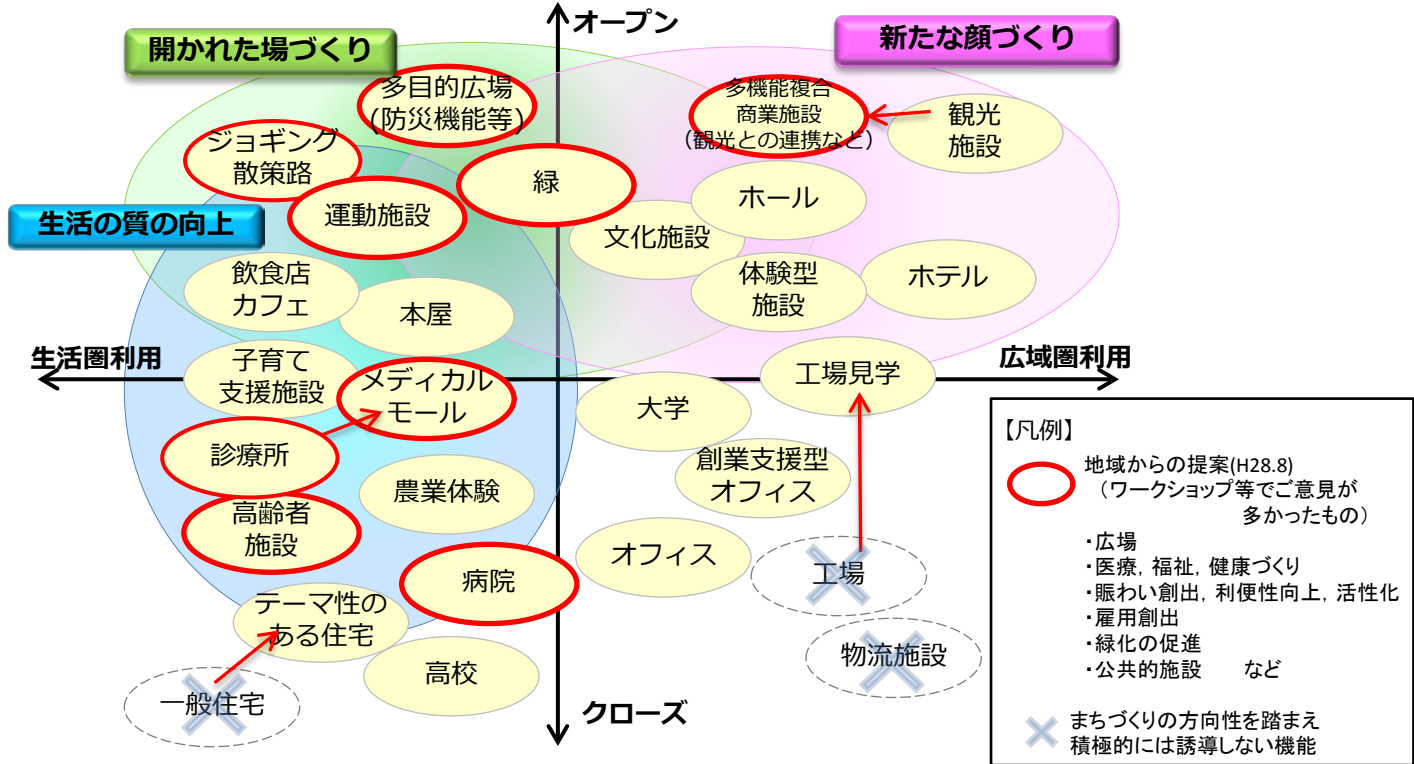 オープン
開かれた場づくり
新たな顔づくり
多目的広場
(防災機能等)
多機能複合
商業施設
(観光との連携など)
観光
施設
ジョギング
散策路
緑
運動施設
ホール
生活の質の向上
文化施設
飲食店
カフェ
体験型
施設
ホテル
本屋
生活圏利用
広域圏利用
子育て
支援施設
メディカル
モール
工場見学
大学
診療所
創業支援型
オフィス
農業体験
高齢者
施設
オフィス
工場
病院
テーマ性の
ある住宅
物流施設
高校
一般住宅
クローズ
【凡例】
地域からの提案(H28.8)
（ワークショップ等でご意見が
多かったもの）
・広場
・医療，福祉，健康づくり
・賑わい創出，利便性向上，活性化
・雇用創出
・緑化の促進
・公共的施設　　など
まちづくりの方向性を踏まえ
積極的には誘導しない機能